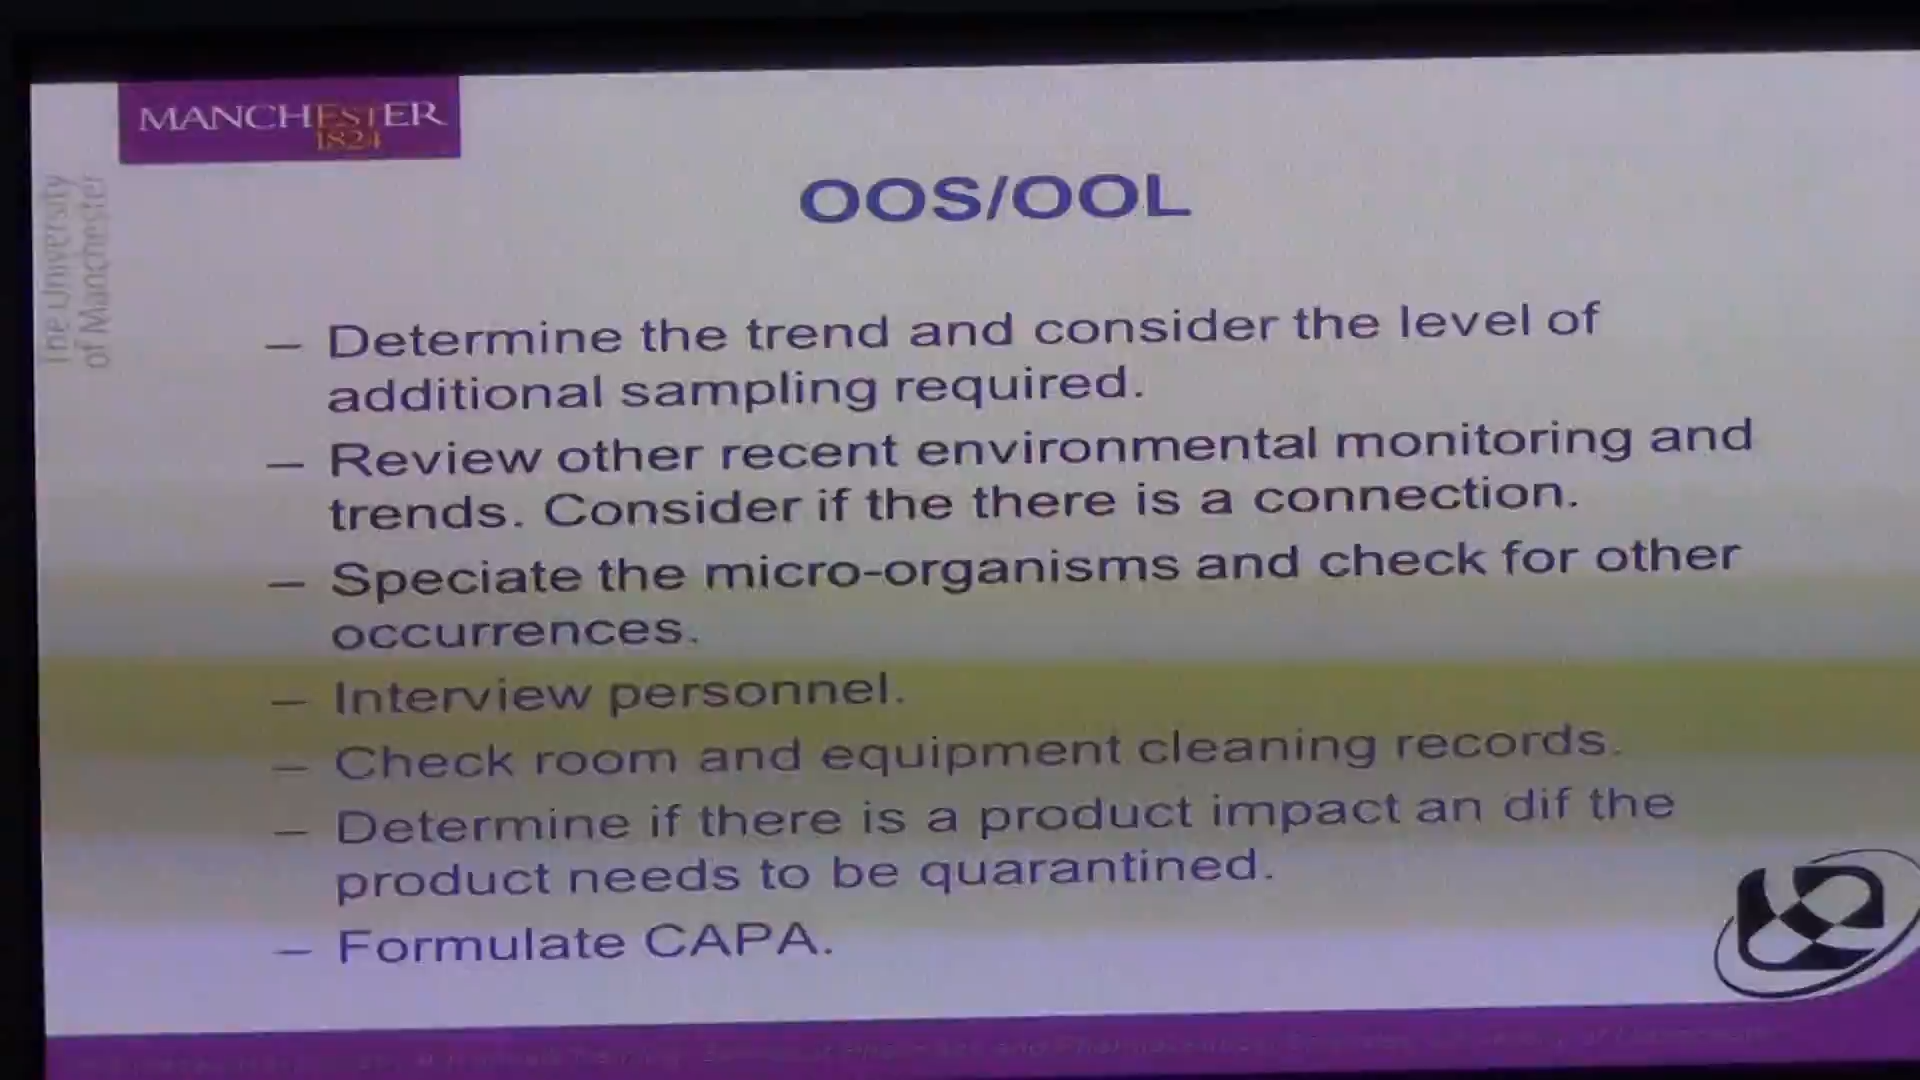 MANCHESTER
1824
The University
of Manchester
OOS/OOL
– Determine the trend and consider the level of
additional sampling required.
– Review other recent environmental monitoring and
trends. Consider if the there is a connection.
– Speciate the micro-organisms and check for other
occurrences.
– Interview personnel.
– Check room and equipment cleaning records.
– Determine if there is a product impact an dif the
product needs to be quarantined.
– Formulate CAPA.